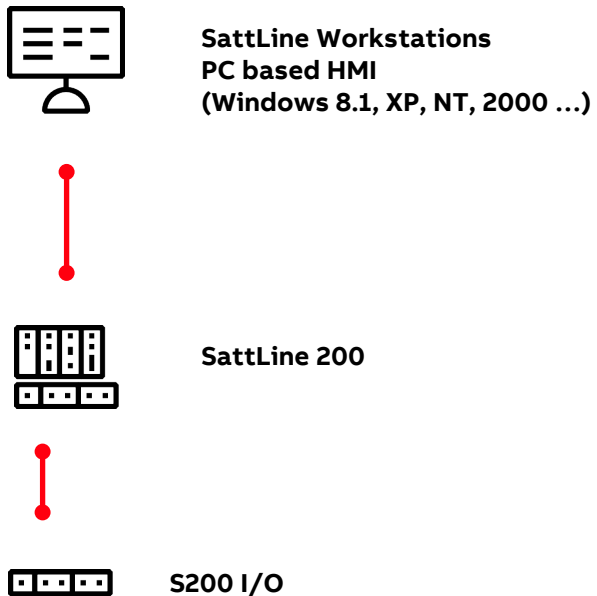 SattLine Workstations
PC based HMI
(Windows 8.1, XP, NT, 2000 ...)
SattLine 200
S200 I/O